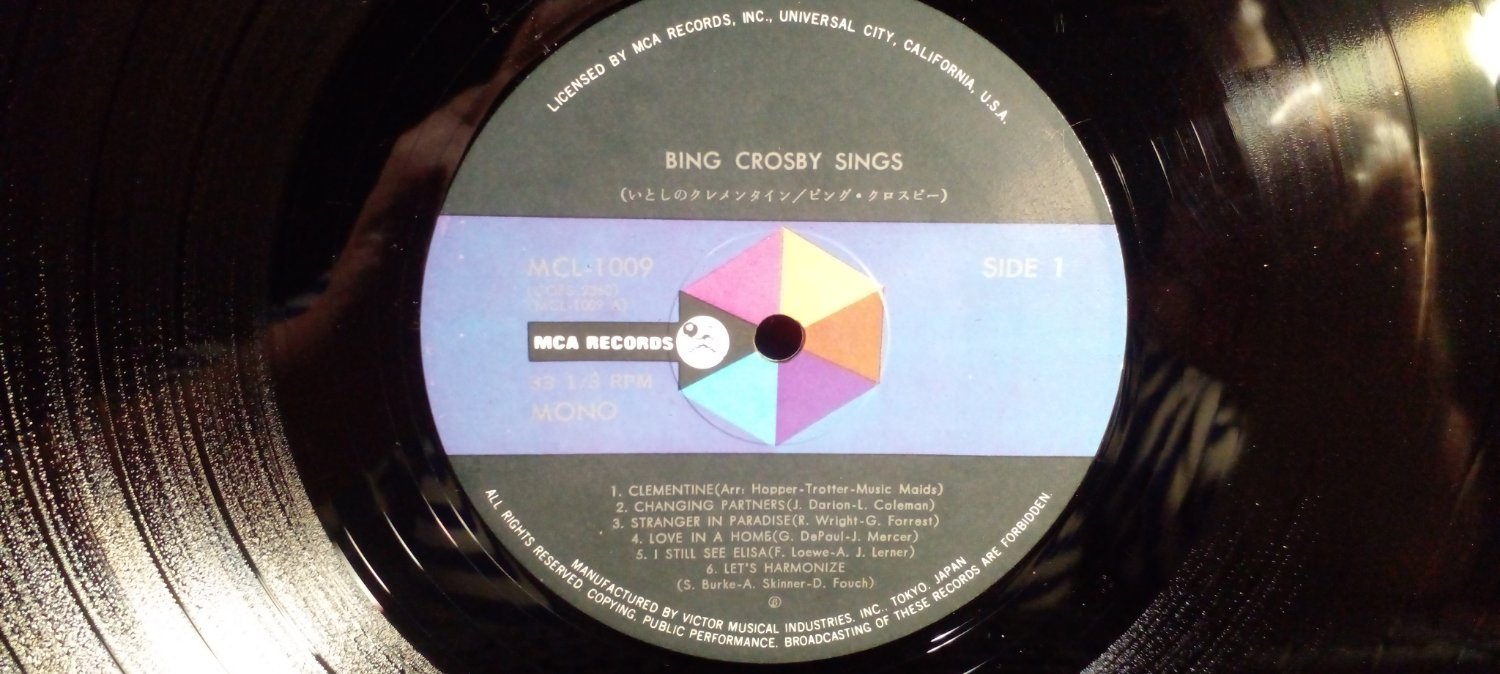 LICENSED BY MCA RECORDS, INC., UNIVERSAL CITY, CALIFORNIA, U.S.A.
BING CROSBY SINGS
(いとしのクレメンタイン/ビング・クロスビー)
MCL-1009
SIDE 1
MCL-1009 A)
MCA RECORDS
33 1/3 RPM
MONO
1. CLEMENTINE(Arr: Hopper-Trotter-Music Maids)
2. CHANGING PARTNERS(J. Darion-L. Coleman)
3. STRANGER IN PARADISE(R. Wright-G. Forrest)
4. LOVE IN A HOME(G. DePaul-J. Mercer)
5. I STILL SEE ELISA(F. Loewe-A. J. Lerner)
6. LET'S HARMONIZE
(S. Burke-A. Skinner-D. Fouch)
MANUFACTURED BY VICTOR MUSICAL INDUSTRIES, INC., TOKYO, JAPAN
ALL RIGHTS RESERVED. COPYING, PUBLIC PERFORMANCE, BROADCASTING OF THESE RECORDS ARE FORBIDDEN.